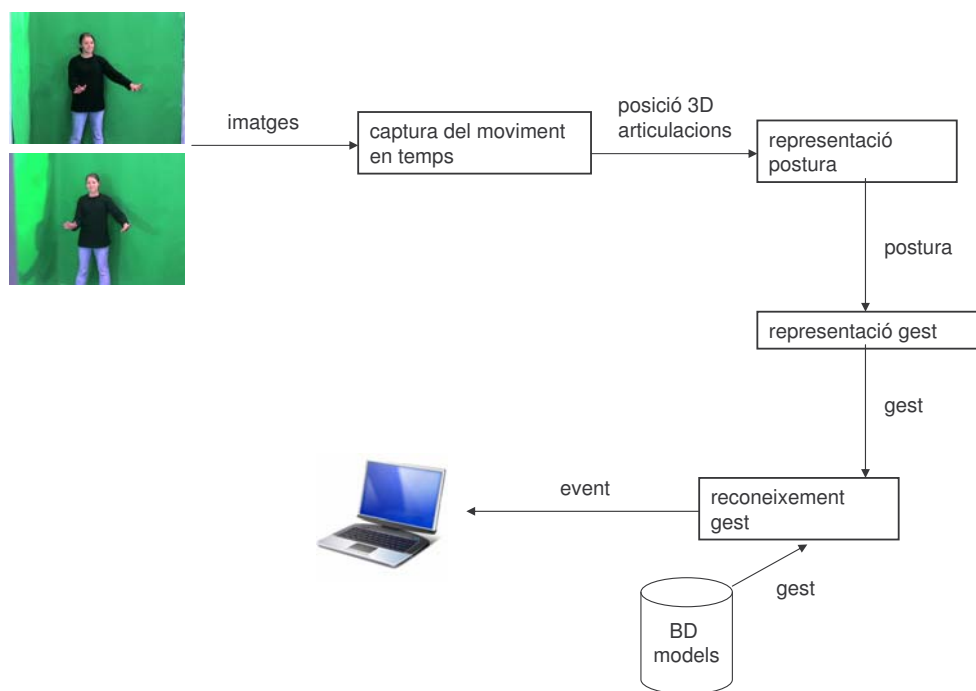 imatges
captura del moviment
en temps
posició 3D
articulacions
representació
postura
postura
representació gest
gest
reconeixement
gest
event
gest
BD
models